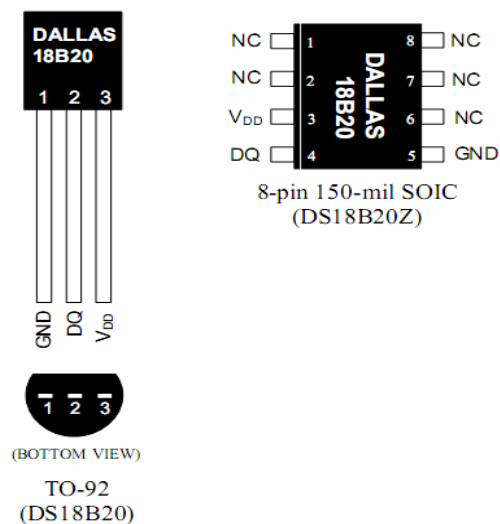 DALLAS
18B20
1 2 3
GND DQ VDD
1 2 3
(BOTTOM VIEW)
TO-92
(DS18B20)
NC 1 8 NC
NC 2 7 NC
VDD 3 6 NC
DQ 4 5 GND
DALLAS
18B20
8-pin 150-mil SOIC
(DS18B20Z)